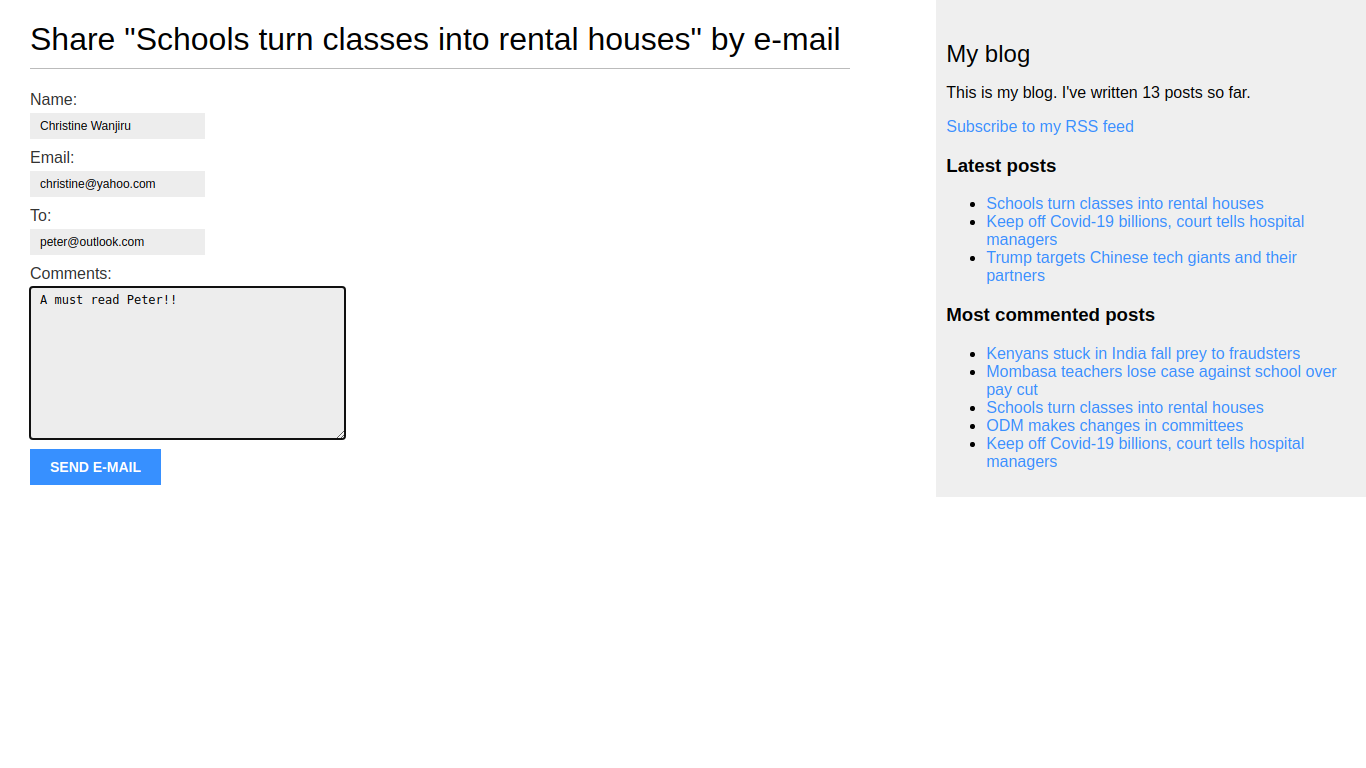 Share "Schools turn classes into rental houses" by e-mail
Name:
Christine Wanjiru
Email:
christine@yahoo.com
To:
peter@outlook.com
Comments:
A must read Peter!!
SEND E-MAIL
My blog
This is my blog. I've written 13 posts so far.
Subscribe to my RSS feed
Latest posts
Schools turn classes into rental houses
Keep off Covid-19 billions, court tells hospital
managers
Trump targets Chinese tech giants and their
partners
Most commented posts
Kenyans stuck in India fall prey to fraudsters
Mombasa teachers lose case against school over
pay cut
Schools turn classes into rental houses
ODM makes changes in committees
Keep off Covid-19 billions, court tells hospital
managers